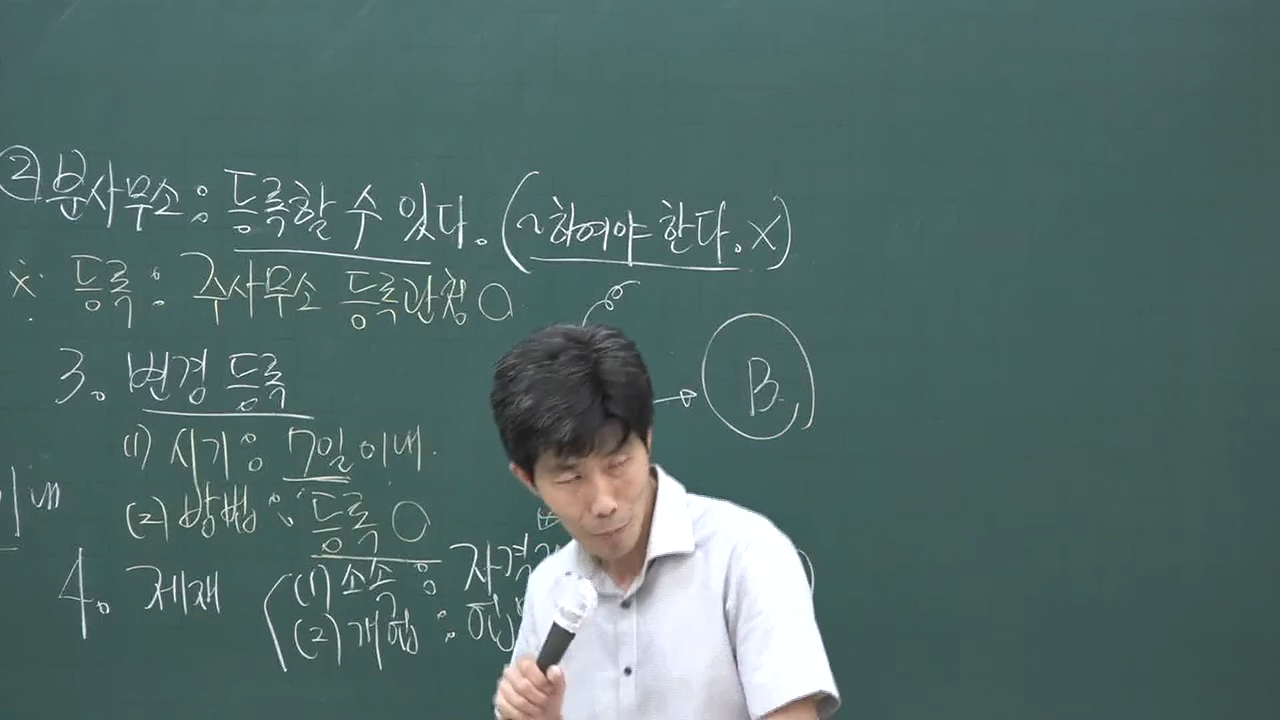 ② 분사무소: 등록할 수 있다. (~하여야 한다. X)
※ 등록: 주사무소 등록관청 ○
3. 변경 등록
B
(1) 시기: 7일 이내.
이내
(2) 방법: 등록 ○
4. 제재
(1) 소속: 자격
(2) 개업: